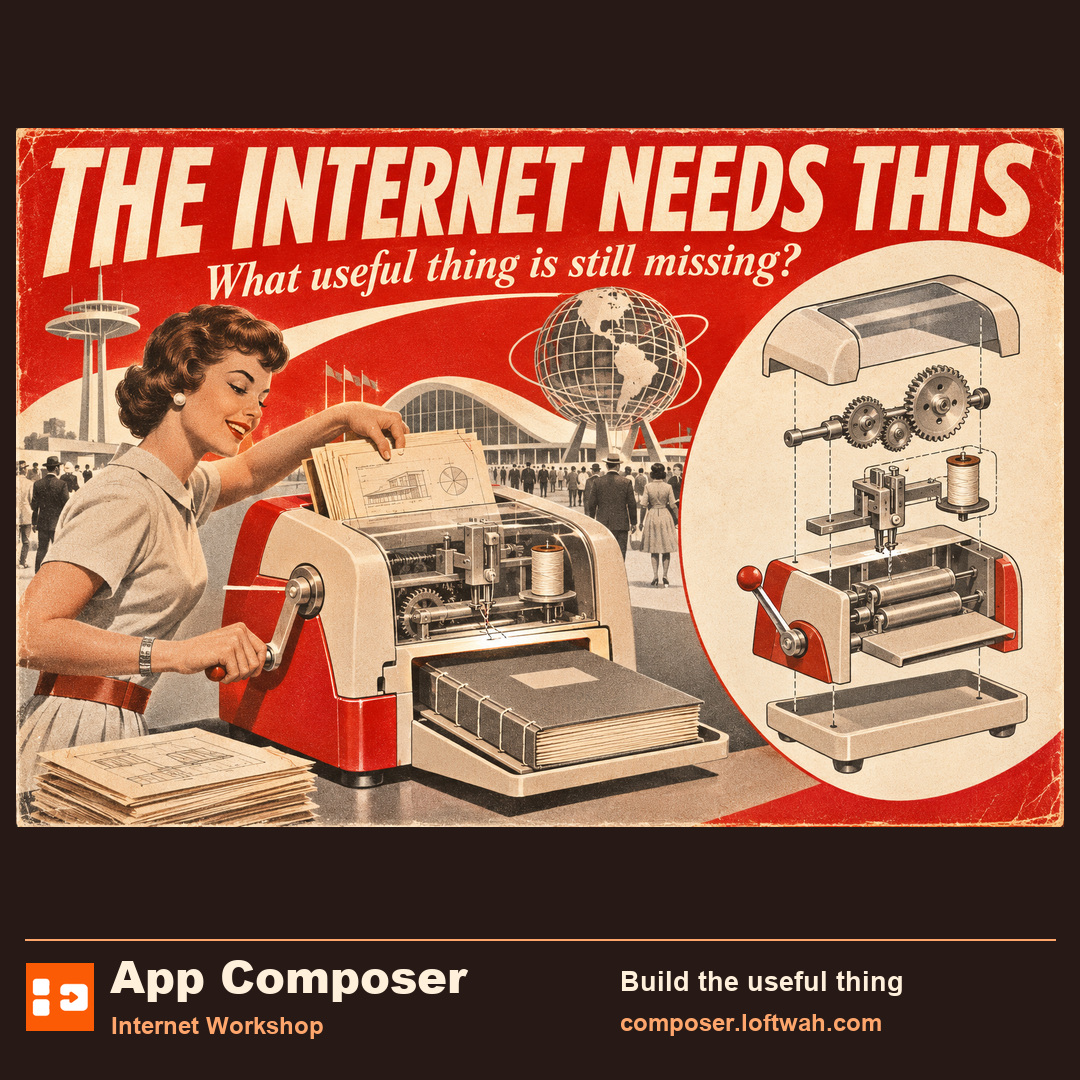 THE INTERNET NEEDS THIS
What useful thing is still missing?
App Composer
Internet Workshop
Build the useful thing
composer.loftwah.com